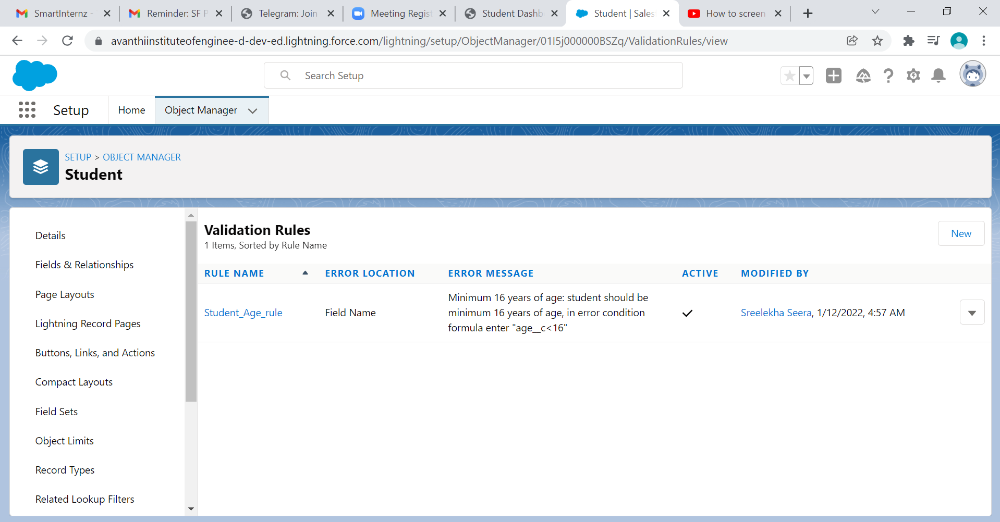 SmartInternz -
Reminder: SF P
Telegram: Join
Meeting Regist
Student Dashb
Student | Sales
How to screen
avanthiinstituteofenginee-d-dev-ed.lightning.force.com/lightning/setup/ObjectManager/01I5j000000BSZq/ValidationRules/view
Search Setup
Setup
Home
Object Manager
SETUP > OBJECT MANAGER
Student
Details
Fields & Relationships
Page Layouts
Lightning Record Pages
Buttons, Links, and Actions
Compact Layouts
Field Sets
Object Limits
Record Types
Related Lookup Filters
Validation Rules
1 Items, Sorted by Rule Name
New
RULE NAME
ERROR LOCATION
ERROR MESSAGE
ACTIVE
MODIFIED BY
Student_Age_rule
Field Name
Minimum 16 years of age: student should be
minimum 16 years of age, in error condition
formula enter "age__c<16"
Sreelekha Seera, 1/12/2022, 4:57 AM